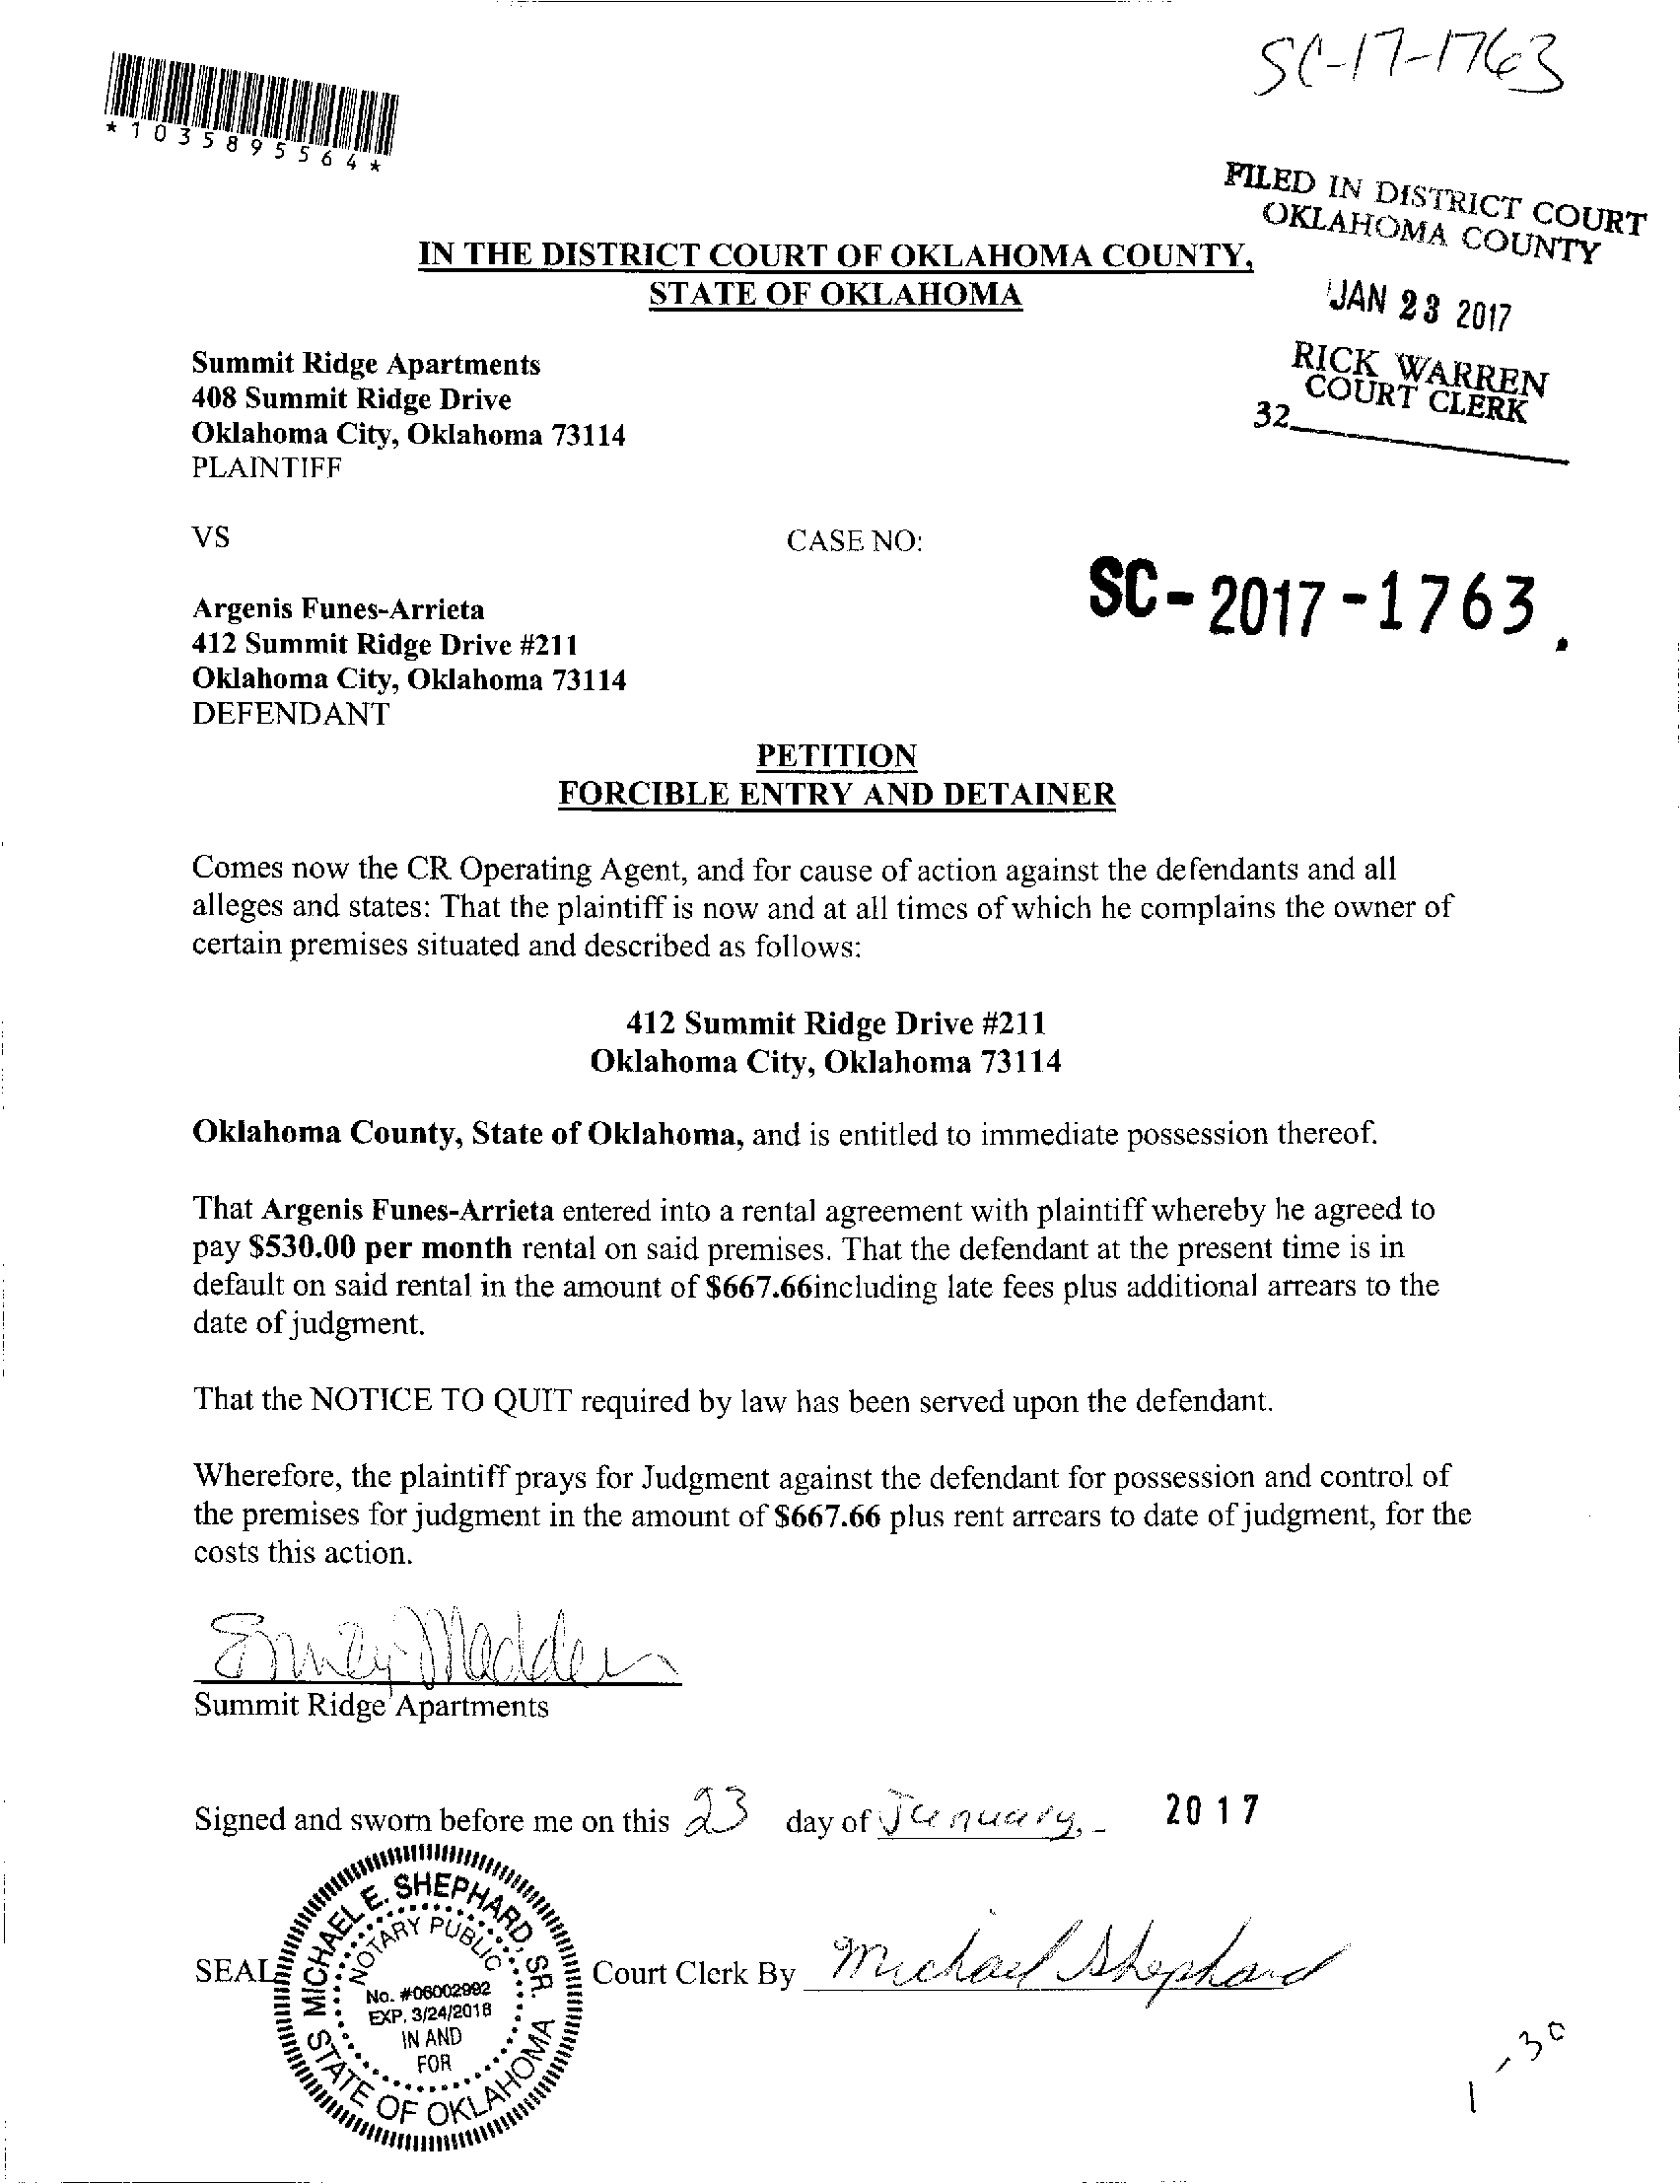 SC-17-1763
*1035895564*
FILED IN DISTRICT COURT
OKLAHOMA COUNTY
JAN 23 2017
RICK WARREN
COURT CLERK
32
IN THE DISTRICT COURT OF OKLAHOMA COUNTY,
STATE OF OKLAHOMA
Summit Ridge Apartments
408 Summit Ridge Drive
Oklahoma City, Oklahoma 73114
PLAINTIFF
VS
CASE NO:
SC-2017-1763.
Argenis Funes-Arrieta
412 Summit Ridge Drive #211
Oklahoma City, Oklahoma 73114
DEFENDANT
PETITION
FORCIBLE ENTRY AND DETAINER
Comes now the CR Operating Agent, and for cause of action against the defendants and all
alleges and states: That the plaintiff is now and at all times of which he complains the owner of
certain premises situated and described as follows:
412 Summit Ridge Drive #211
Oklahoma City, Oklahoma 73114
Oklahoma County, State of Oklahoma, and is entitled to immediate possession thereof.
That Argenis Funes-Arrieta entered into a rental agreement with plaintiff whereby he agreed to
pay $530.00 per month rental on said premises. That the defendant at the present time is in
default on said rental in the amount of $667.66including late fees plus additional arrears to the
date of judgment.
That the NOTICE TO QUIT required by law has been served upon the defendant.
Wherefore, the plaintiff prays for Judgment against the defendant for possession and control of
the premises for judgment in the amount of $667.66 plus rent arrears to date of judgment, for the
costs this action.
Madden
Summit Ridge Apartments
Signed and sworn before me on this 23 day of January, 2017
SEAL
MICHAEL E. SHEPHARD, SR.
NOTARY PUBLIC
No. #06002992
EXP. 3/24/2018
IN AND
FOR
STATE OF OKLAHOMA
Court Clerk By Michael Shephard
1-30